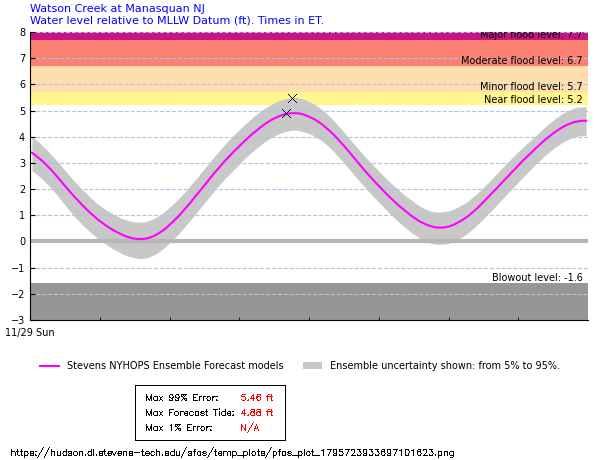 Watson Creek at Manasquan NJ
Water level relative to MLLW Datum (ft). Times in ET.
8
Major flood level: 7.7
7
Moderate flood level: 6.7
6
Minor flood level: 5.7
Near flood level: 5.2
5
4
3
2
1
0
−1
Blowout level: -1.6
−2
−3
11/29 Sun
Stevens NYHOPS Ensemble Forecast models
Ensemble uncertainty shown: from 5% to 95%.
Max 99% Error: 5.46 ft
Max Forecast Tide: 4.88 ft
Max 1% Error: N/A
https://hudson.dl.stevens-tech.edu/sfas/temp_plots/pfas_plot_1795723933697101623.png